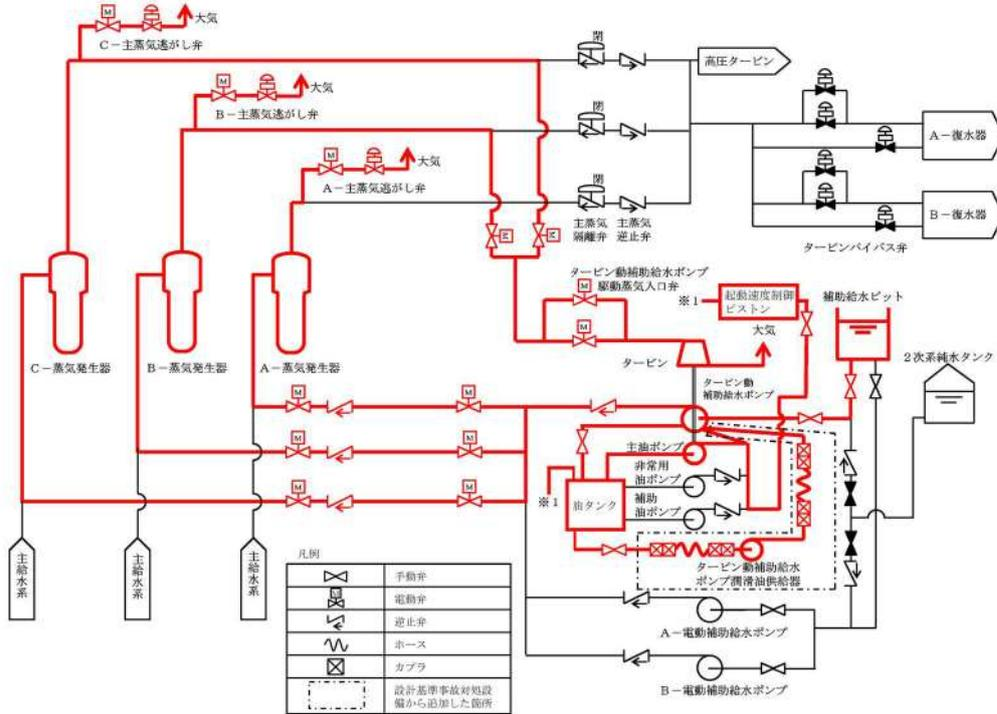 M
大気
C－主蒸気逃がし弁
閉
高圧タービン
M
大気
B－主蒸気逃がし弁
閉
A－復水器
M
大気
A－主蒸気逃がし弁
閉
主蒸気
隔離弁
主蒸気
逆止弁
B－復水器
タービンバイパス弁
M
M
タービン動補助給水ポンプ
駆動蒸気入口弁
M
M
※1
起動速度制御
ピストン
補助給水ピット
大気
タービン
2次系純水タンク
C－蒸気発生器
B－蒸気発生器
A－蒸気発生器
タービン動
補助給水ポンプ
M
M
M
M
M
M
主油ポンプ
非常用
油ポンプ
補助
油ポンプ
※1
油タンク
タービン動補助給水
ポンプ潤滑油供給器
主給水系
主給水系
主給水系
A－電動補助給水ポンプ
B－電動補助給水ポンプ
凡例
手動弁
M
電動弁
逆止弁
ホース
カプラ
設計基準事故対処設
備から追加した箇所